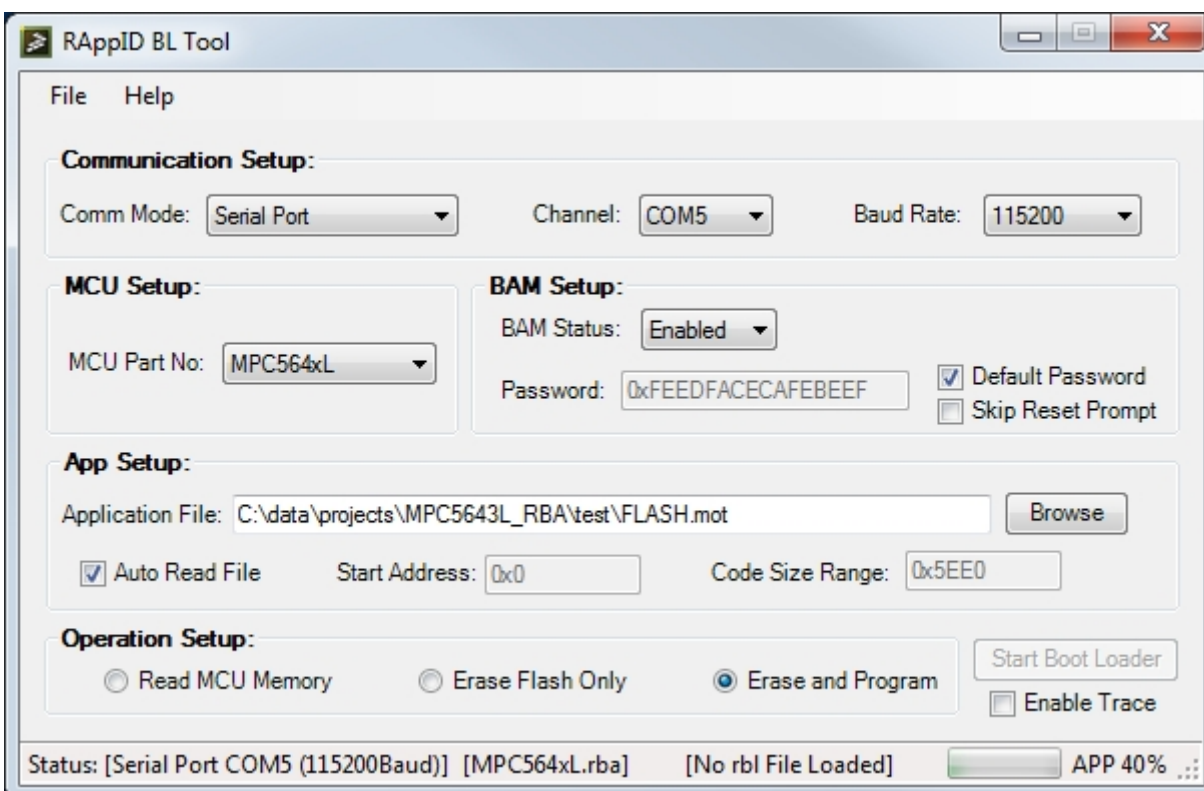 RAppID BL Tool
File Help
Communication Setup:
Comm Mode: Serial Port Channel: COM5 Baud Rate: 115200
MCU Setup:
MCU Part No: MPC564xL
BAM Setup:
BAM Status: Enabled
Password: 0xFEEDFACECAFEBEEF
Default Password
Skip Reset Prompt
App Setup:
Application File: C:\data\projects\MPC5643L_RBA\test\FLASH.mot Browse
Auto Read File Start Address: 0x0 Code Size Range: 0x5EE0
Operation Setup:
Read MCU Memory Erase Flash Only Erase and Program
Start Boot Loader
Enable Trace
Status: [Serial Port COM5 (115200Baud)] [MPC564xL.rba] [No rbl File Loaded] APP 40%